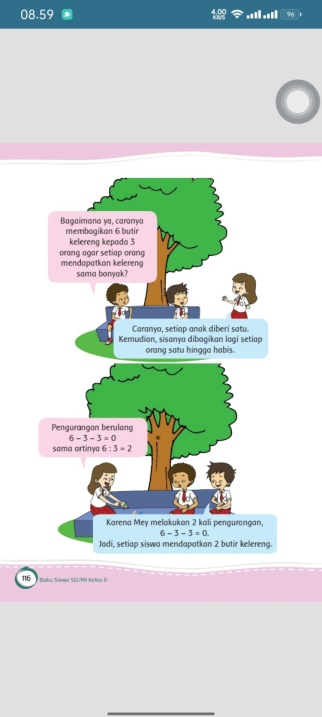 08.59
4.00
KB/S
96
Bagaimana ya, caranya
membagikan 6 butir
kelereng kepada 3
orang agar setiap orang
mendapatkan kelereng
sama banyak?
Caranya, setiap anak diberi satu.
Kemudian, sisanya dibagikan lagi setiap
orang satu hingga habis.
Pengurangan berulang
6 – 3 – 3 = 0
sama artinya 6 : 3 = 2
Karena Mey melakukan 2 kali pengurangan,
6 – 3 – 3 = 0.
Jadi, setiap siswa mendapatkan 2 butir kelereng.
116
Buku Siswa SD/MI Kelas II